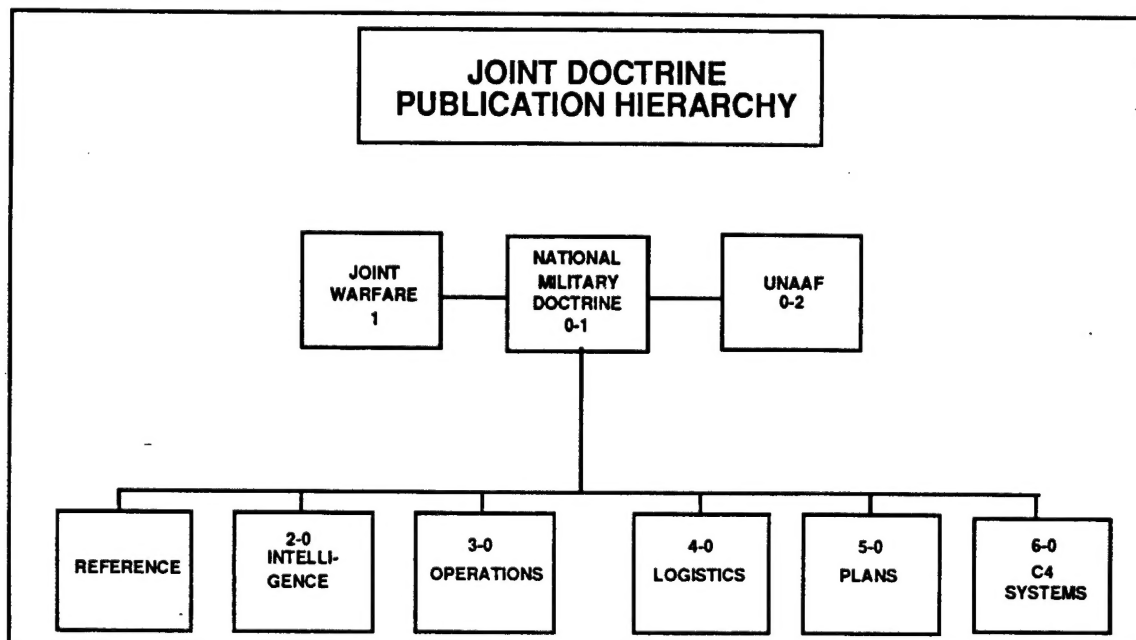 JOINT DOCTRINE
PUBLICATION HIERARCHY
JOINT
WARFARE
1
NATIONAL
MILITARY
DOCTRINE
0-1
UNAAF
0-2
REFERENCE
2-0
INTELLI-
GENCE
3-0
OPERATIONS
4-0
LOGISTICS
5-0
PLANS
6-0
C4
SYSTEMS